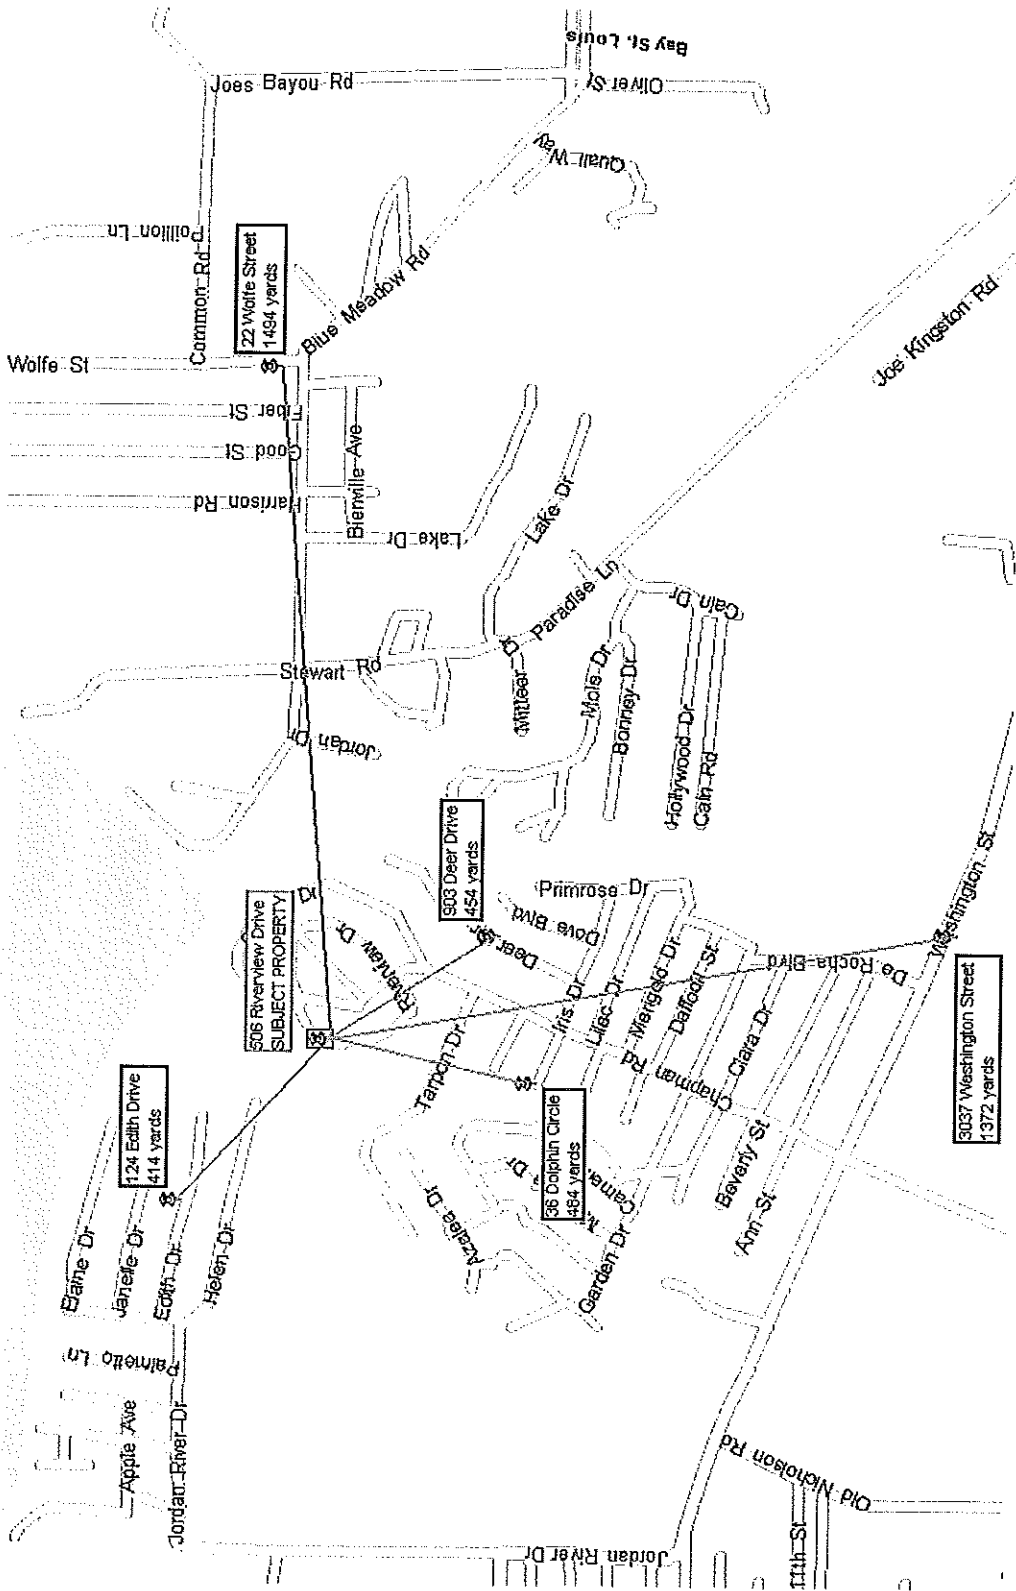 Bay St. Louis
Joes Bayou Rd
Oliver St
Quail Way
Poillion Ln
Common Rd
22 Wolfe Street
1494 yards
Blue Meadow Rd
Wolfe St
Joe Kingston Rd
Fiber St
Good St
Bienville Ave
Harrison Rd
Lake Dr
Lake Dr
Paradise Ln
Cain Dr
Stewart Rd
Mitteer Dr
Mole Dr
Bonney Dr
Jordan Dr
Hollywood Dr
Cain Rd
903 Deer Drive
454 yards
Primrose Dr
Dove Blvd
Deer Dr
506 Riverview Drive
SUBJECT PROPERTY
Riverview Dr
Dr
Washington St
De Rocha Blvd
Iris Dr
Lilac Dr
Merigold Dr
Daffodil St
Clara Dr
Tarpon Dr
Chapman Rd
124 Edith Drive
414 yards
36 Dolphin Circle
484 yards
3037 Washington Street
1372 yards
Beverly St
Ann St
Azalea Dr
Garden Dr
Elaine Dr
Janelle Dr
Edith Dr
Helen Dr
Palmetto Ln
Apple Ave
Jordan River Dr
Jordan River Dr
Old Nicholson Rd
11th St